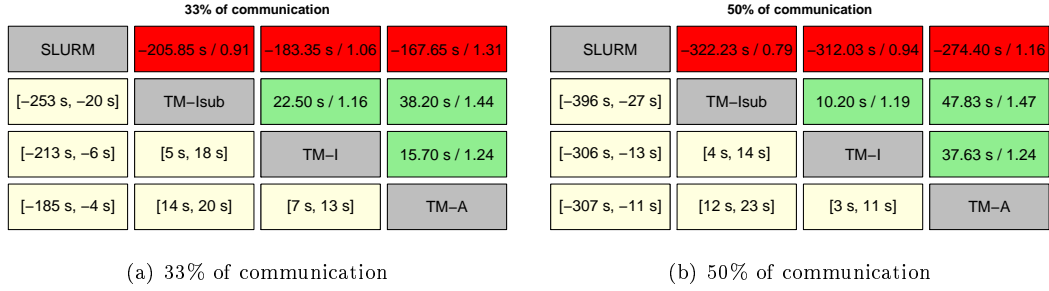 33% of communication
SLURM −205.85 s / 0.91 −183.35 s / 1.06 −167.65 s / 1.31
[−253 s, −20 s] TM−Isub 22.50 s / 1.16 38.20 s / 1.44
[−213 s, −6 s] [5 s, 18 s] TM−I 15.70 s / 1.24
[−185 s, −4 s] [14 s, 20 s] [7 s, 13 s] TM−A
(a) 33% of communication
50% of communication
SLURM −322.23 s / 0.79 −312.03 s / 0.94 −274.40 s / 1.16
[−396 s, −27 s] TM−Isub 10.20 s / 1.19 47.83 s / 1.47
[−306 s, −13 s] [4 s, 14 s] TM−I 37.63 s / 1.24
[−307 s, −11 s] [12 s, 23 s] [3 s, 11 s] TM−A
(b) 50% of communication